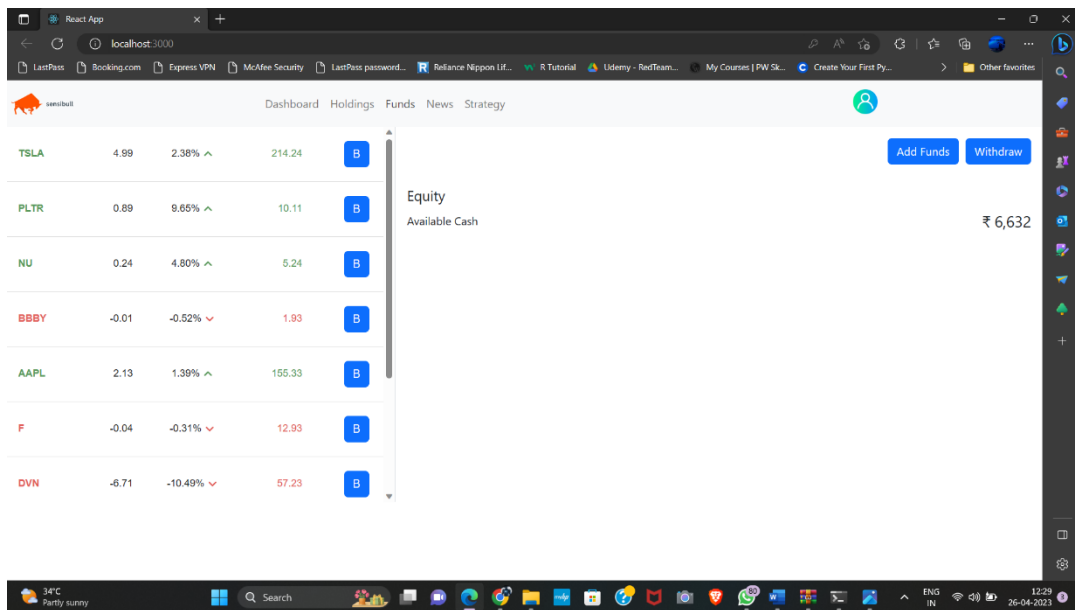 React App
localhost:3000
LastPass Booking.com Express VPN McAfee Security LastPass password... Reliance Nippon Lif... R Tutorial Udemy - RedTeam... My Courses | PW Sk... Create Your First Py... Other favorites
sensibull Dashboard Holdings Funds News Strategy
Add Funds Withdraw
TSLA 4.99 2.38% 214.24 B
PLTR 0.89 9.65% 10.11 B
NU 0.24 4.80% 5.24 B
BBBY -0.01 -0.52% 1.93 B
AAPL 2.13 1.39% 155.33 B
F -0.04 -0.31% 12.93 B
DVN -6.71 -10.49% 57.23 B
Equity
Available Cash ₹ 6,632
34°C
Partly sunny
Search
80
ENG
IN
12:29
26-04-2023